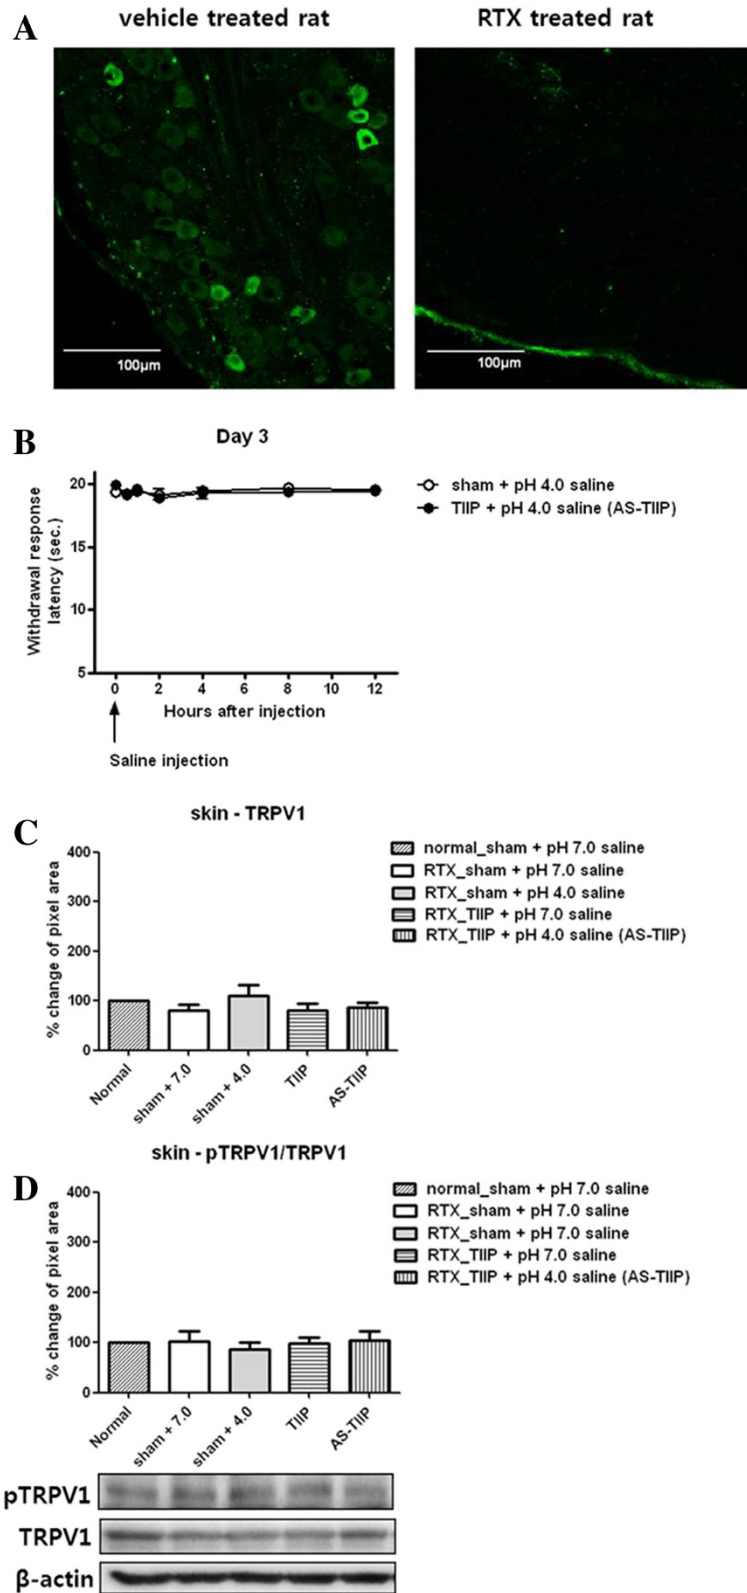 A
vehicle treated rat
RTX treated rat
100µm
100µm
B
Day 3
Withdrawal response
latency (sec.)
20
15
10
5
0 2 4 6 8 10 12
Hours after injection
Saline injection
sham + pH 4.0 saline
TIIP + pH 4.0 saline (AS-TIIP)
C
skin - TRPV1
% change of pixel area
400
300
200
100
0
Normal
sham + 7.0
sham + 4.0
TIIP
AS-TIIP
normal_sham + pH 7.0 saline
RTX_sham + pH 7.0 saline
RTX_sham + pH 4.0 saline
RTX_TIIP + pH 7.0 saline
RTX_TIIP + pH 4.0 saline (AS-TIIP)
D
skin - pTRPV1/TRPV1
% change of pixel area
400
300
200
100
0
Normal
sham + 7.0
sham + 4.0
TIIP
AS-TIIP
normal_sham + pH 7.0 saline
RTX_sham + pH 7.0 saline
RTX_sham + pH 7.0 saline
RTX_TIIP + pH 7.0 saline
RTX_TIIP + pH 4.0 saline (AS-TIIP)
pTRPV1
TRPV1
β-actin